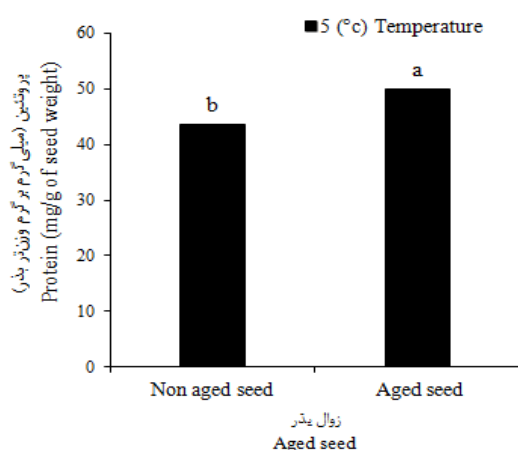 5 (°c) Temperature
60
50
40
30
20
10
0
a
b
پروتئین (میلی گرم بر گرم وزن‌تر بذر)
Protein (mg/g of seed weight)
Non aged seed
Aged seed
زوال بذر
Aged seed